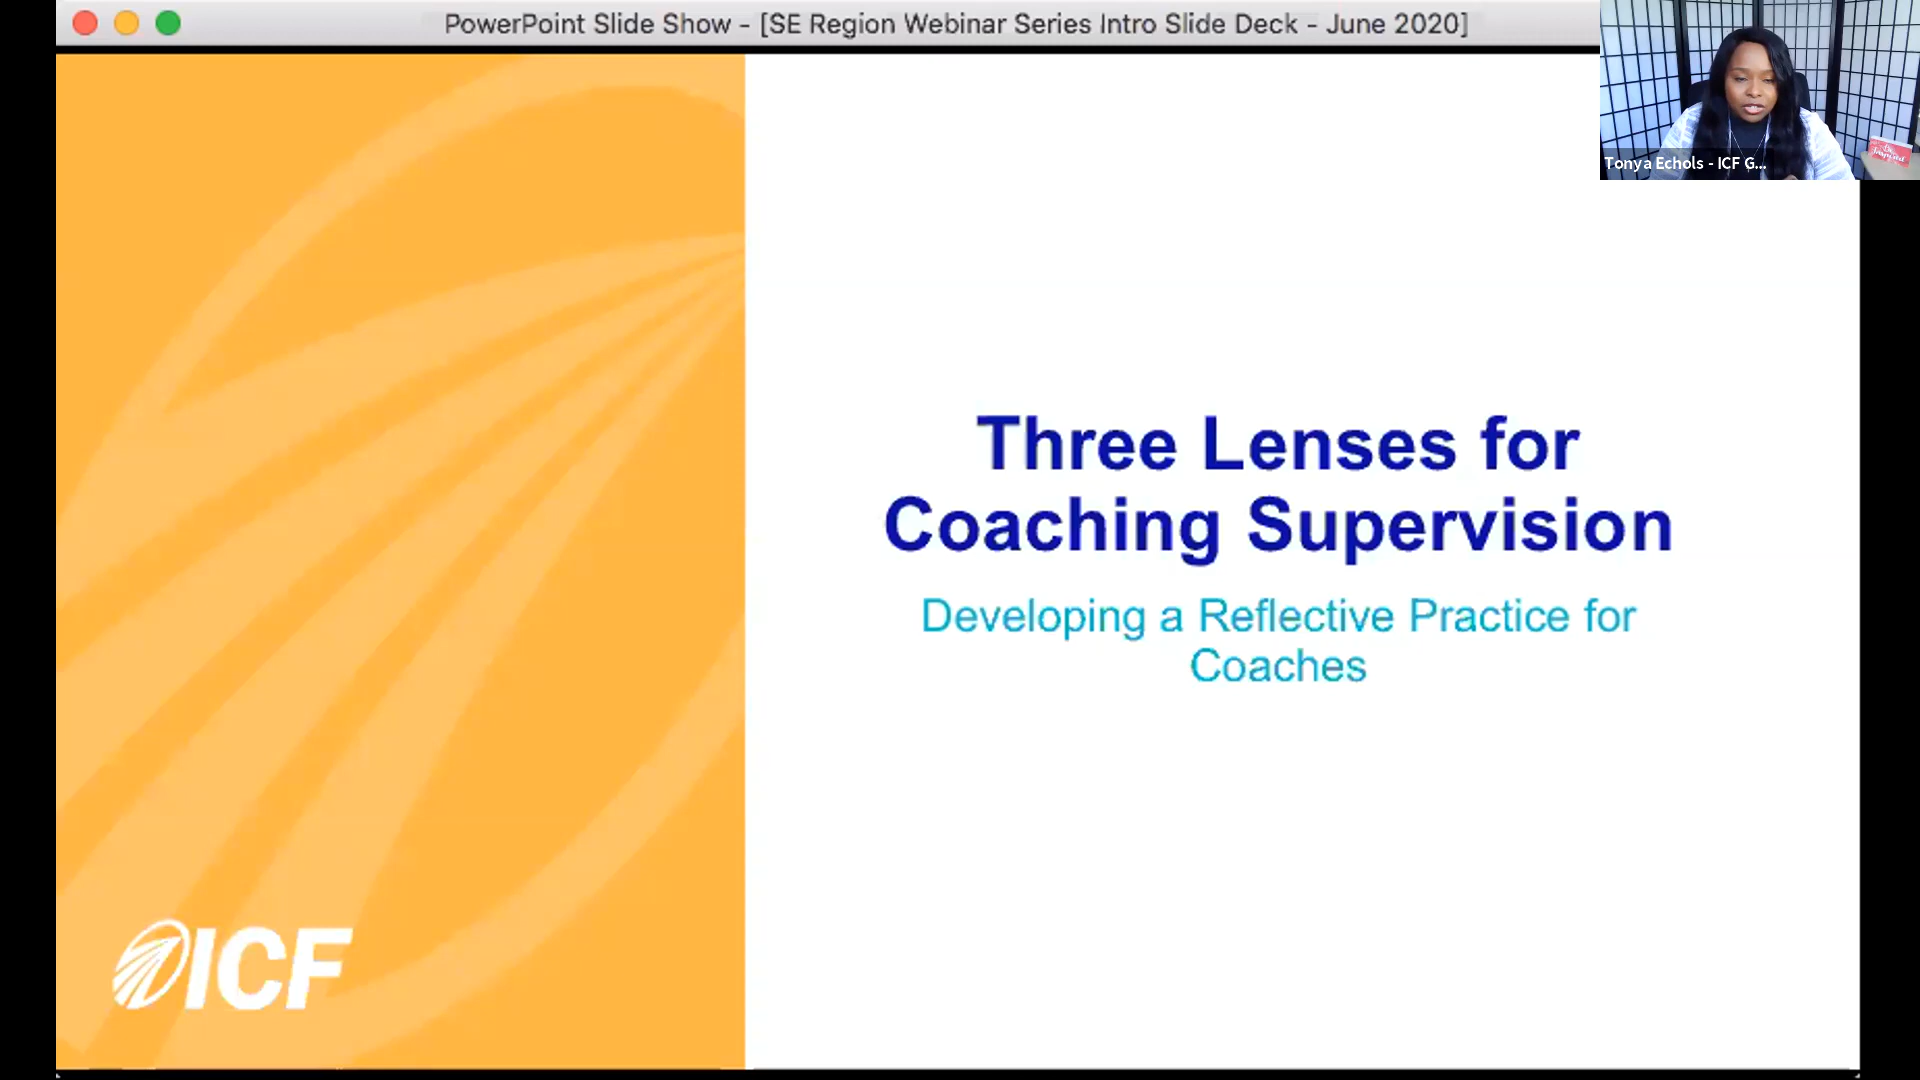 PowerPoint Slide Show - [SE Region Webinar Series Intro Slide Deck - June 2020]
Tonya Echols - ICF G...
Three Lenses for
Coaching Supervision
Developing a Reflective Practice for
Coaches
ICF